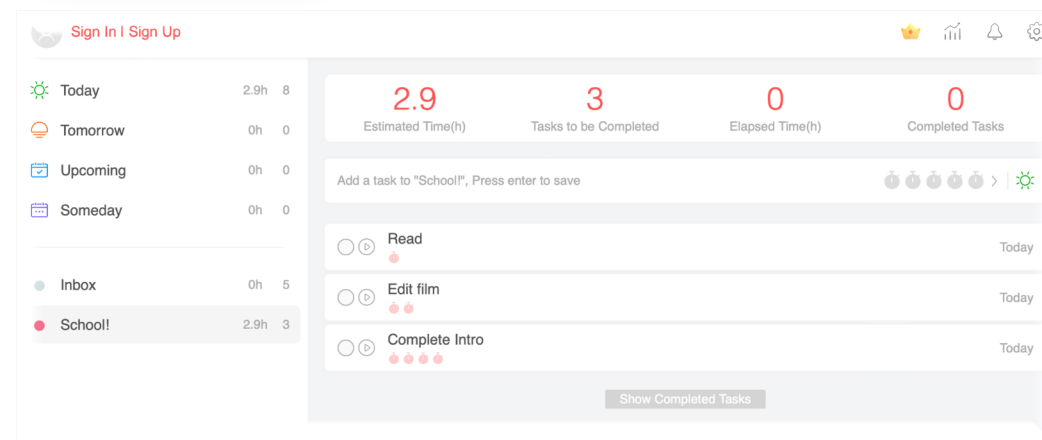 Sign In | Sign Up
Today 2.9h 8
Tomorrow 0h 0
Upcoming 0h 0
Someday 0h 0
Inbox 0h 5
School! 2.9h 3
2.9 3 0 0
Estimated Time(h) Tasks to be Completed Elapsed Time(h) Completed Tasks
Add a task to "School!", Press enter to save
Read
Today
Edit film
Today
Complete Intro
Today
Show Completed Tasks